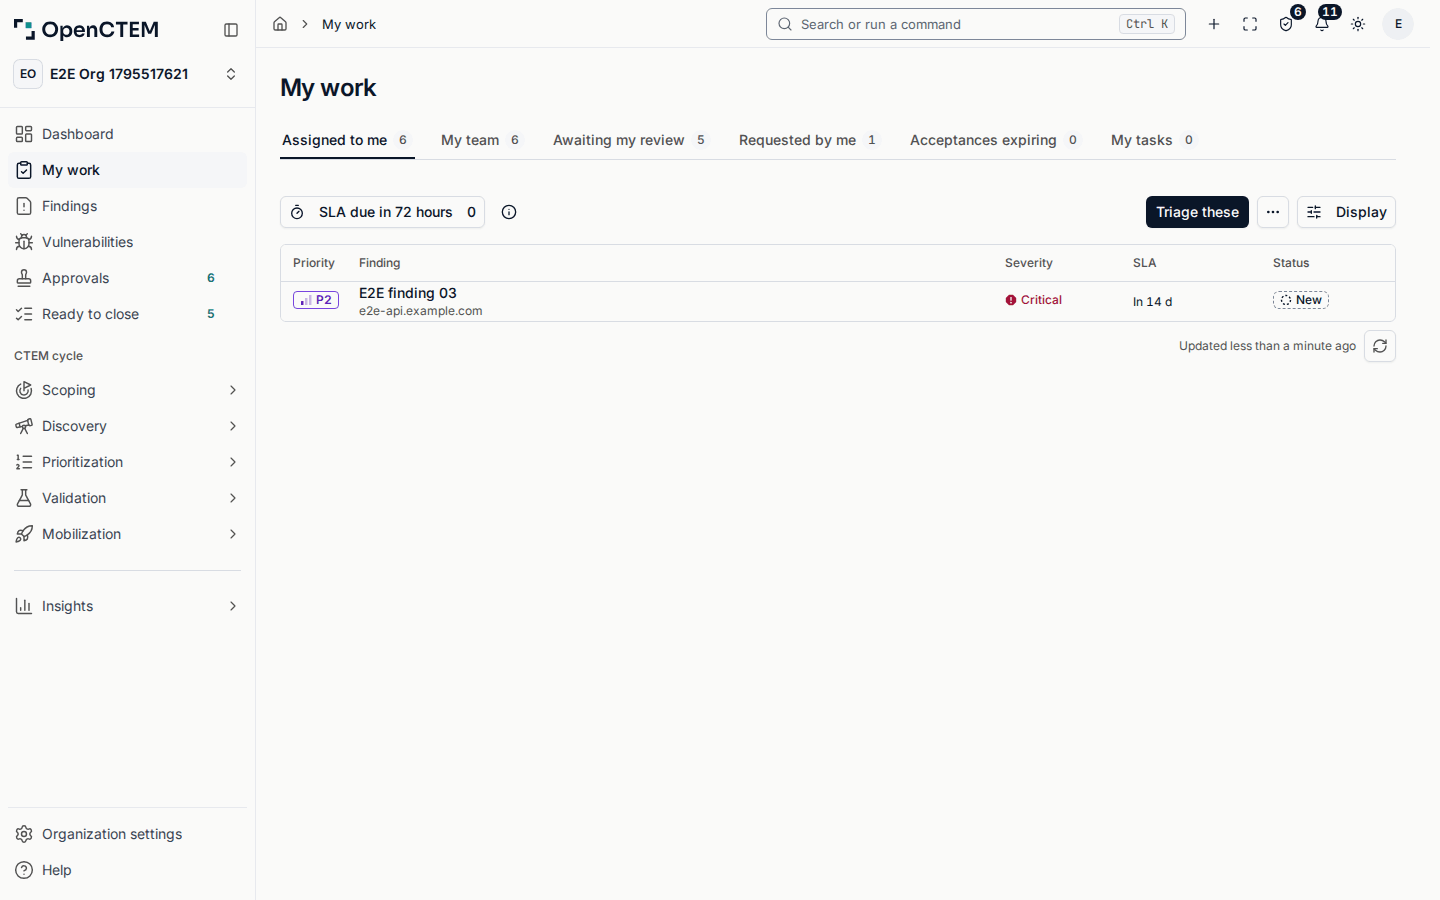 OpenCTEM
EO E2E Org 1795517621
Dashboard
My work
Findings
Vulnerabilities
Approvals 6
Ready to close 5
CTEM cycle
Scoping
Discovery
Prioritization
Validation
Mobilization
Insights
Organization settings
Help
My work
Search or run a command Ctrl K
6
11
E
My work
Assigned to me 6 My team 6 Awaiting my review 5 Requested by me 1 Acceptances expiring 0 My tasks 0
SLA due in 72 hours 0
Triage these
Display
Priority Finding Severity SLA Status
P2 E2E finding 03 Critical In 14 d New
e2e-api.example.com
Updated less than a minute ago